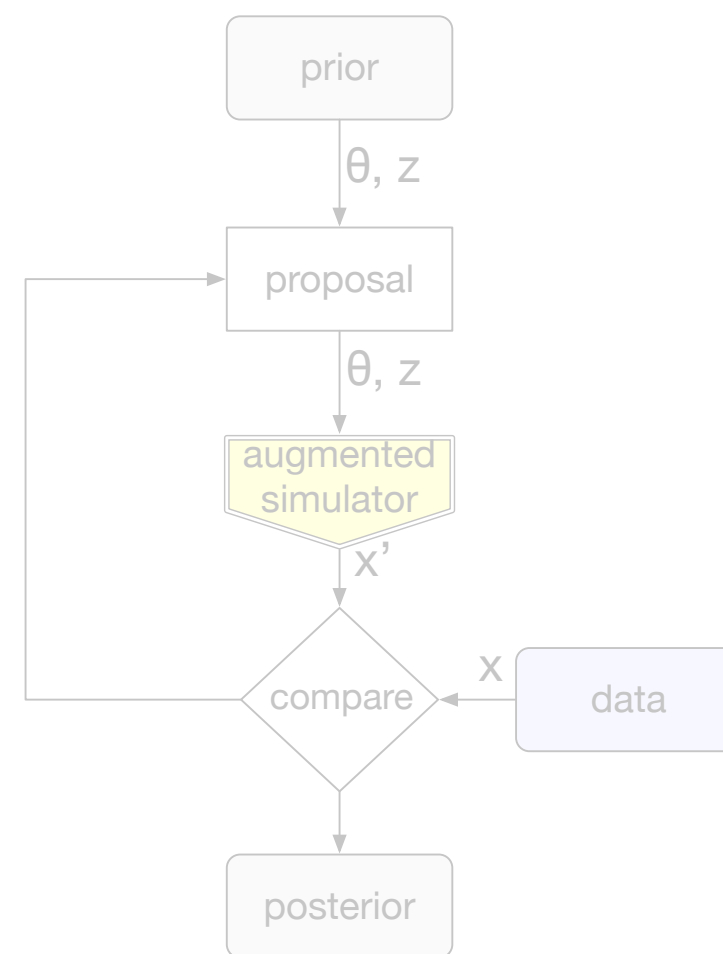 prior
θ, z
proposal
θ, z
augmented
simulator
x’
compare
x
data
posterior